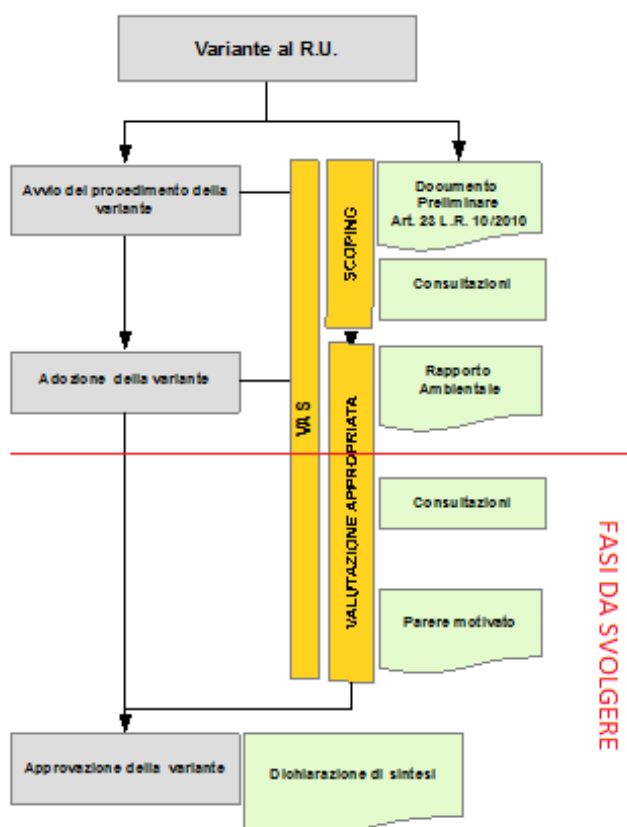 Variante al R.U.
Avvio del procedimento della
variante
Documento
Preliminare
Art. 23 L.R. 10/2010
SCOPING
Consultazioni
Adozione della variante
Rapporto
Ambientale
VAS
VALUTAZIONE APPROPRIATA
Consultazioni
FASI DA SVOLGERE
Parere motivato
Approvazione della variante
Dichiarazione di sintesi